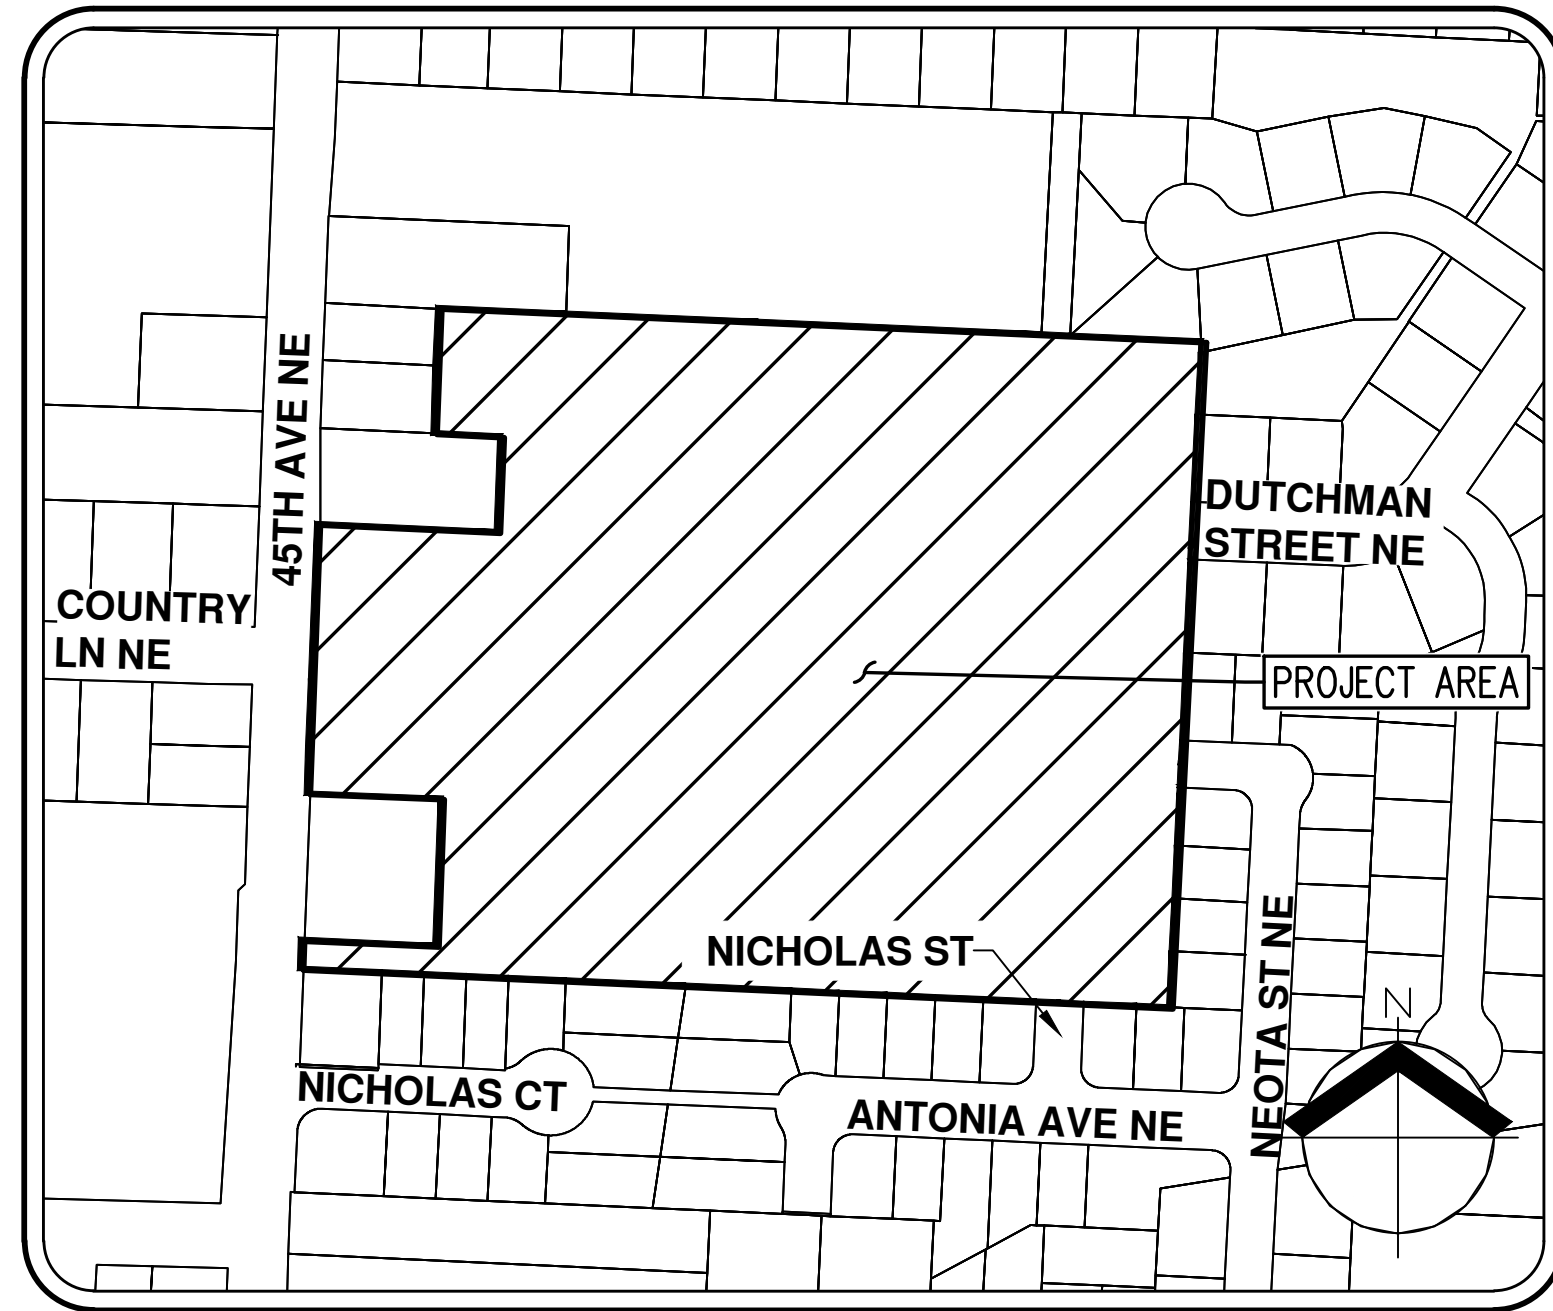 45TH AVE NE
DUTCHMAN
STREET NE
COUNTRY
LN NE
PROJECT AREA
NICHOLAS ST
NEOTA ST NE
N
NICHOLAS CT
ANTONIA AVE NE